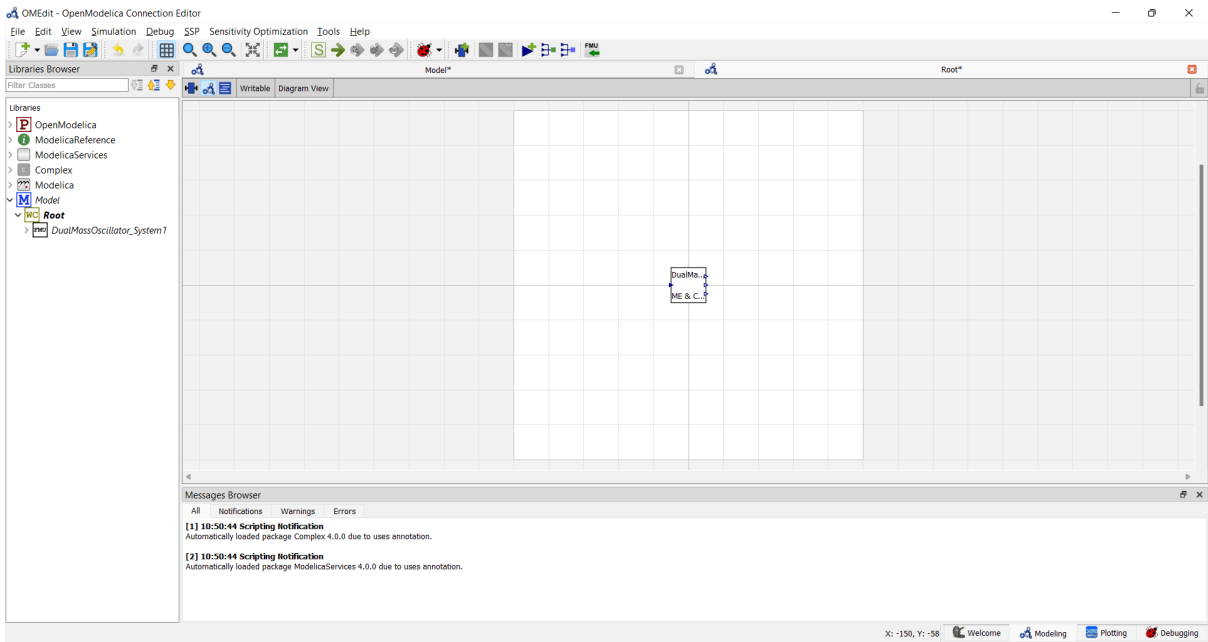 OMEdit - OpenModelica Connection Editor
File Edit View Simulation Debug SSP Sensitivity Optimization Tools Help
S
FMU
Libraries Browser
Model*
Root*
Filter Classes
Writable
Diagram View
Libraries
P OpenModelica
i ModelicaReference
ModelicaServices
C Complex
Modelica
M Model
WC Root
FMU DualMassOscillator_System1
DualMa...
ME & C...
Messages Browser
All Notifications Warnings Errors
[1] 10:50:44 Scripting Notification
Automatically loaded package Complex 4.0.0 due to uses annotation.
[2] 10:50:44 Scripting Notification
Automatically loaded package ModelicaServices 4.0.0 due to uses annotation.
X: -150, Y: -58 Welcome Modeling Plotting Debugging